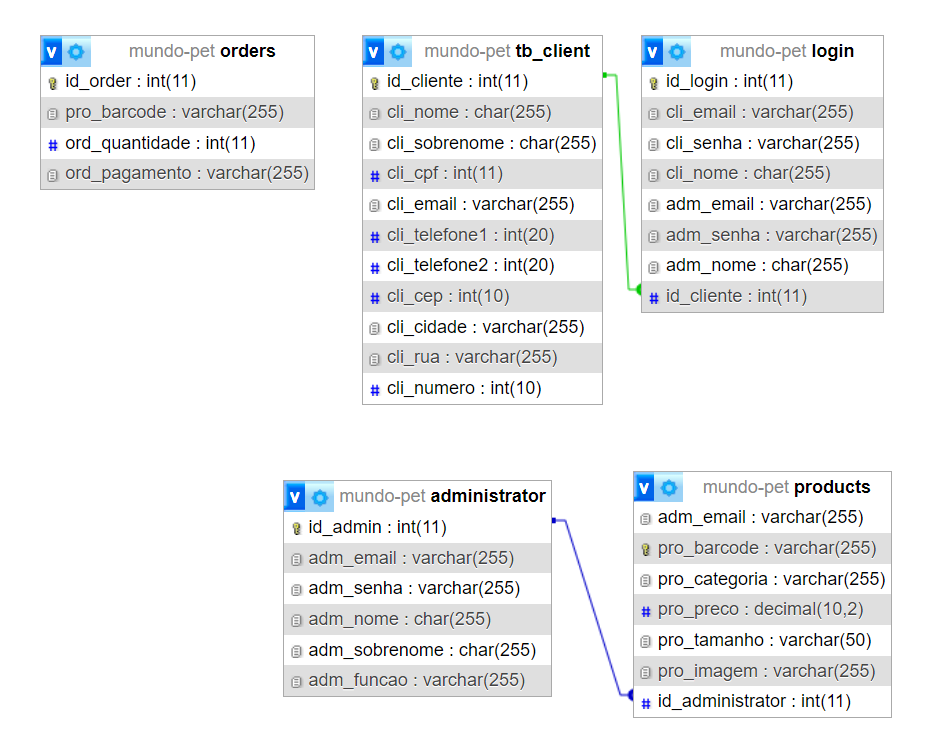 v mundo-pet orders
id_order : int(11)
pro_barcode : varchar(255)
# ord_quantidade : int(11)
ord_pagamento : varchar(255)
v mundo-pet tb_client
id_cliente : int(11)
cli_nome : char(255)
cli_sobrenome : char(255)
# cli_cpf : int(11)
cli_email : varchar(255)
# cli_telefone1 : int(20)
# cli_telefone2 : int(20)
# cli_cep : int(10)
cli_cidade : varchar(255)
cli_rua : varchar(255)
# cli_numero : int(10)
v mundo-pet login
id_login : int(11)
cli_email : varchar(255)
cli_senha : varchar(255)
cli_nome : char(255)
adm_email : varchar(255)
adm_senha : varchar(255)
adm_nome : char(255)
# id_cliente : int(11)
v mundo-pet administrator
id_admin : int(11)
adm_email : varchar(255)
adm_senha : varchar(255)
adm_nome : char(255)
adm_sobrenome : char(255)
adm_funcao : varchar(255)
v mundo-pet products
adm_email : varchar(255)
pro_barcode : varchar(255)
pro_categoria : varchar(255)
# pro_preco : decimal(10,2)
pro_tamanho : varchar(50)
pro_imagem : varchar(255)
# id_administrator : int(11)